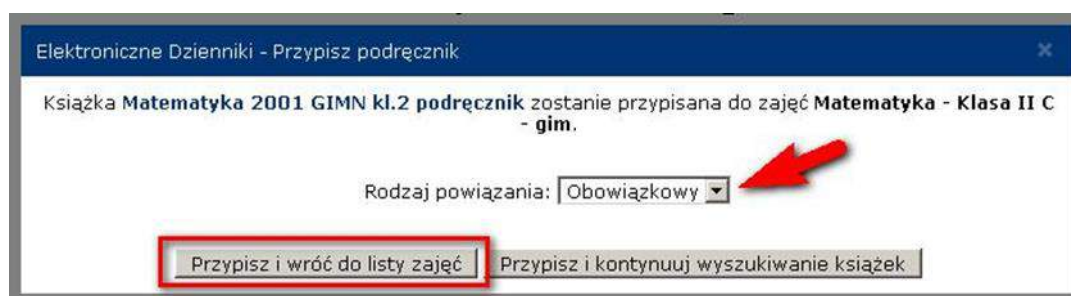 Elektroniczne Dzienniki - Przypisz podręcznik
Książka Matematyka 2001 GIMN kl.2 podręcznik zostanie przypisana do zajęć Matematyka - Klasa II C
- gim.
Rodzaj powiązania: Obowiązkowy
Przypisz i wróć do listy zajęć Przypisz i kontynuuj wyszukiwanie książek